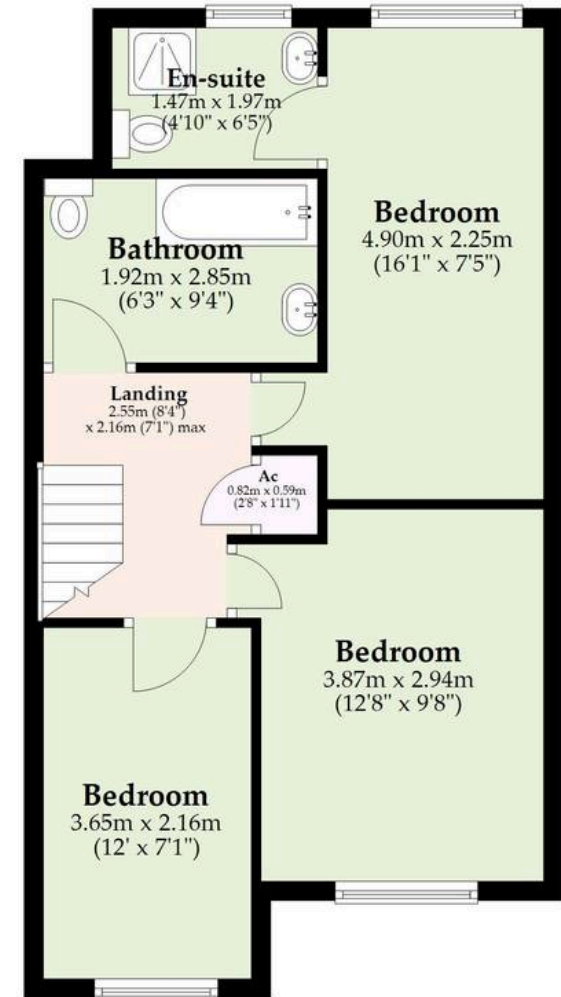 En-suite
1.47m x 1.97m
(4'10" x 6'5")
Bedroom
4.90m x 2.25m
(16'1" x 7'5")
Bathroom
1.92m x 2.85m
(6'3" x 9'4")
Landing
2.55m (8'4")
x 2.16m (7'1") max
Ac
0.82m x 0.59m
(2'8" x 1'11")
Bedroom
3.87m x 2.94m
(12'8" x 9'8")
Bedroom
3.65m x 2.16m
(12' x 7'1")